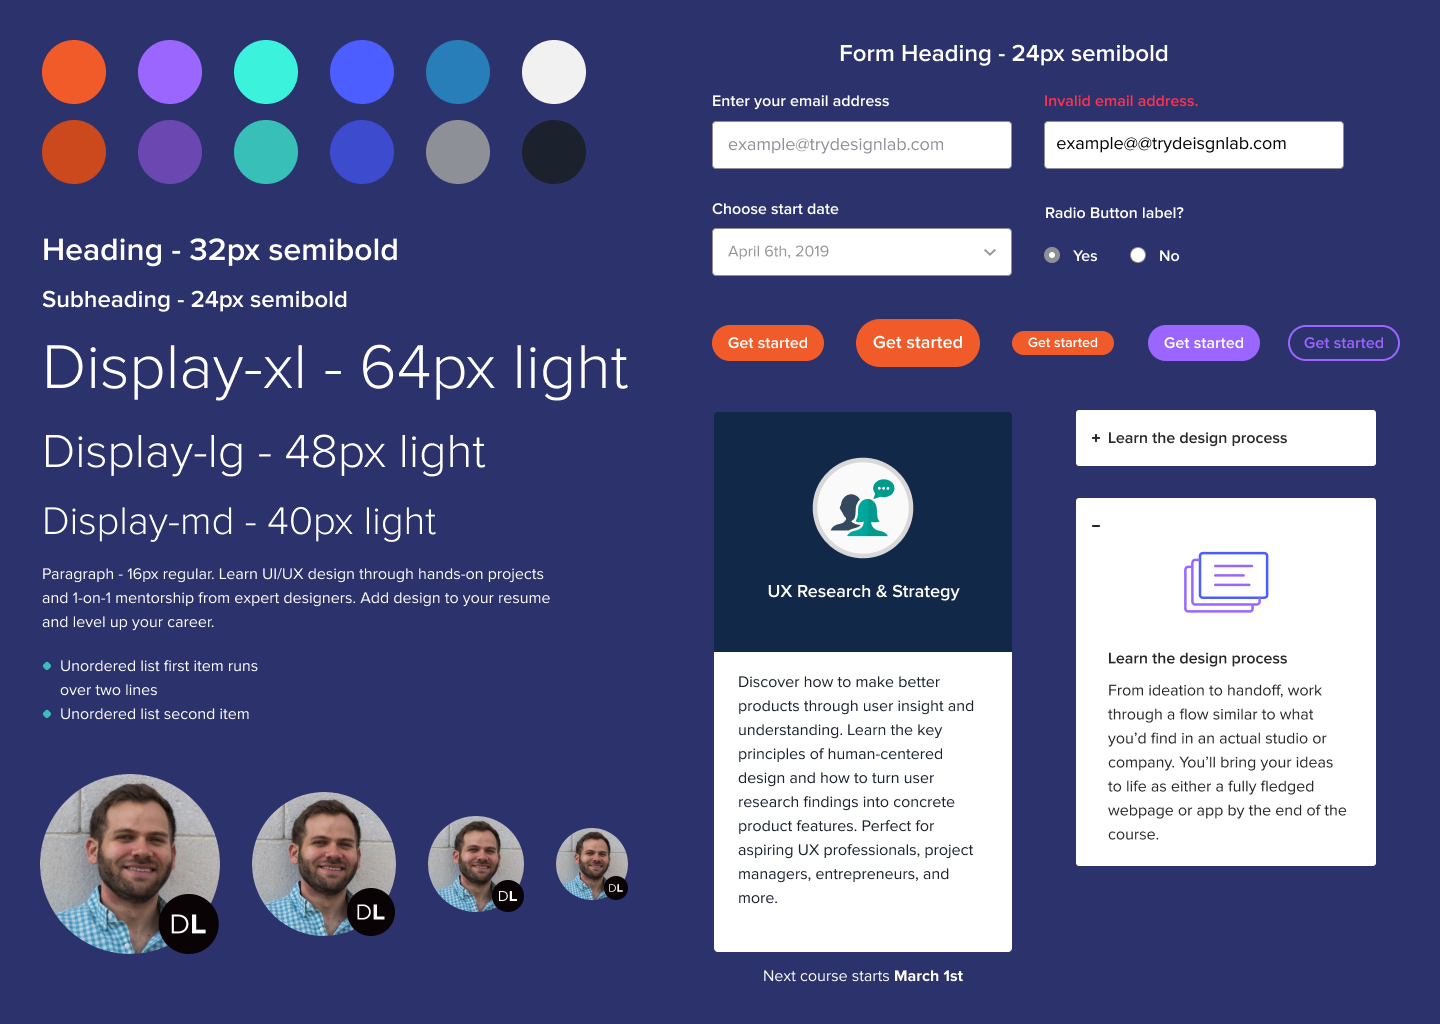 Heading - 32px semibold
Subheading - 24px semibold
Display-xl - 64px light
Display-lg - 48px light
Display-md - 40px light
Paragraph - 16px regular. Learn UI/UX design through hands-on projects
and 1-on-1 mentorship from expert designers. Add design to your resume
and level up your career.
Unordered list first item runs
over two lines
Unordered list second item
DL
DL
DL
DL
Form Heading - 24px semibold
Enter your email address
example@trydesignlab.com
Invalid email address.
example@@trydeisgnlab.com
Choose start date
April 6th, 2019
Radio Button label?
Yes
No
Get started
Get started
Get started
Get started
Get started
UX Research & Strategy
Discover how to make better
products through user insight and
understanding. Learn the key
principles of human-centered
design and how to turn user
research findings into concrete
product features. Perfect for
aspiring UX professionals, project
managers, entrepreneurs, and
more.
Next course starts March 1st
+ Learn the design process
–
Learn the design process
From ideation to handoff, work
through a flow similar to what
you’d find in an actual studio or
company. You’ll bring your ideas
to life as either a fully fledged
webpage or app by the end of the
course.